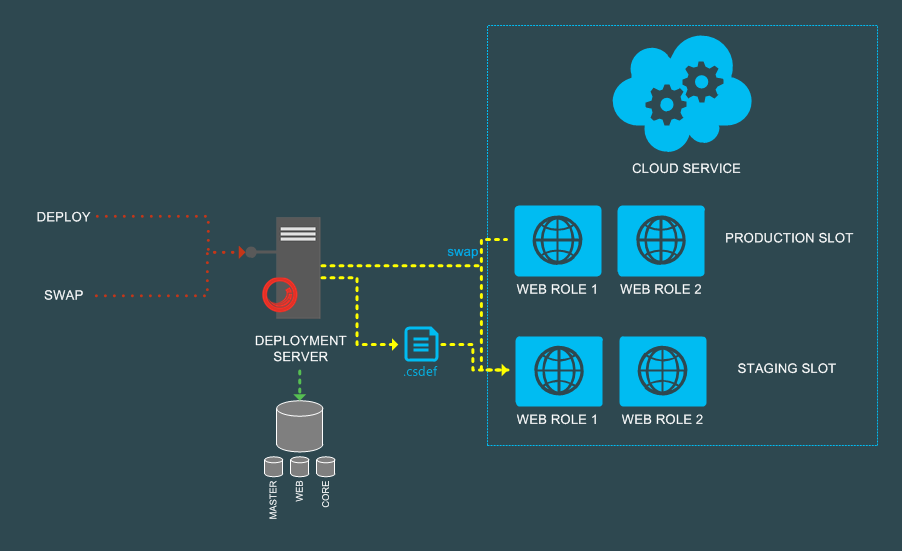 CLOUD SERVICE
DEPLOY
SWAP
swap
PRODUCTION SLOT
WEB ROLE 1
WEB ROLE 2
DEPLOYMENT
SERVER
.csdef
STAGING SLOT
WEB ROLE 1
WEB ROLE 2
MASTER
WEB
CORE